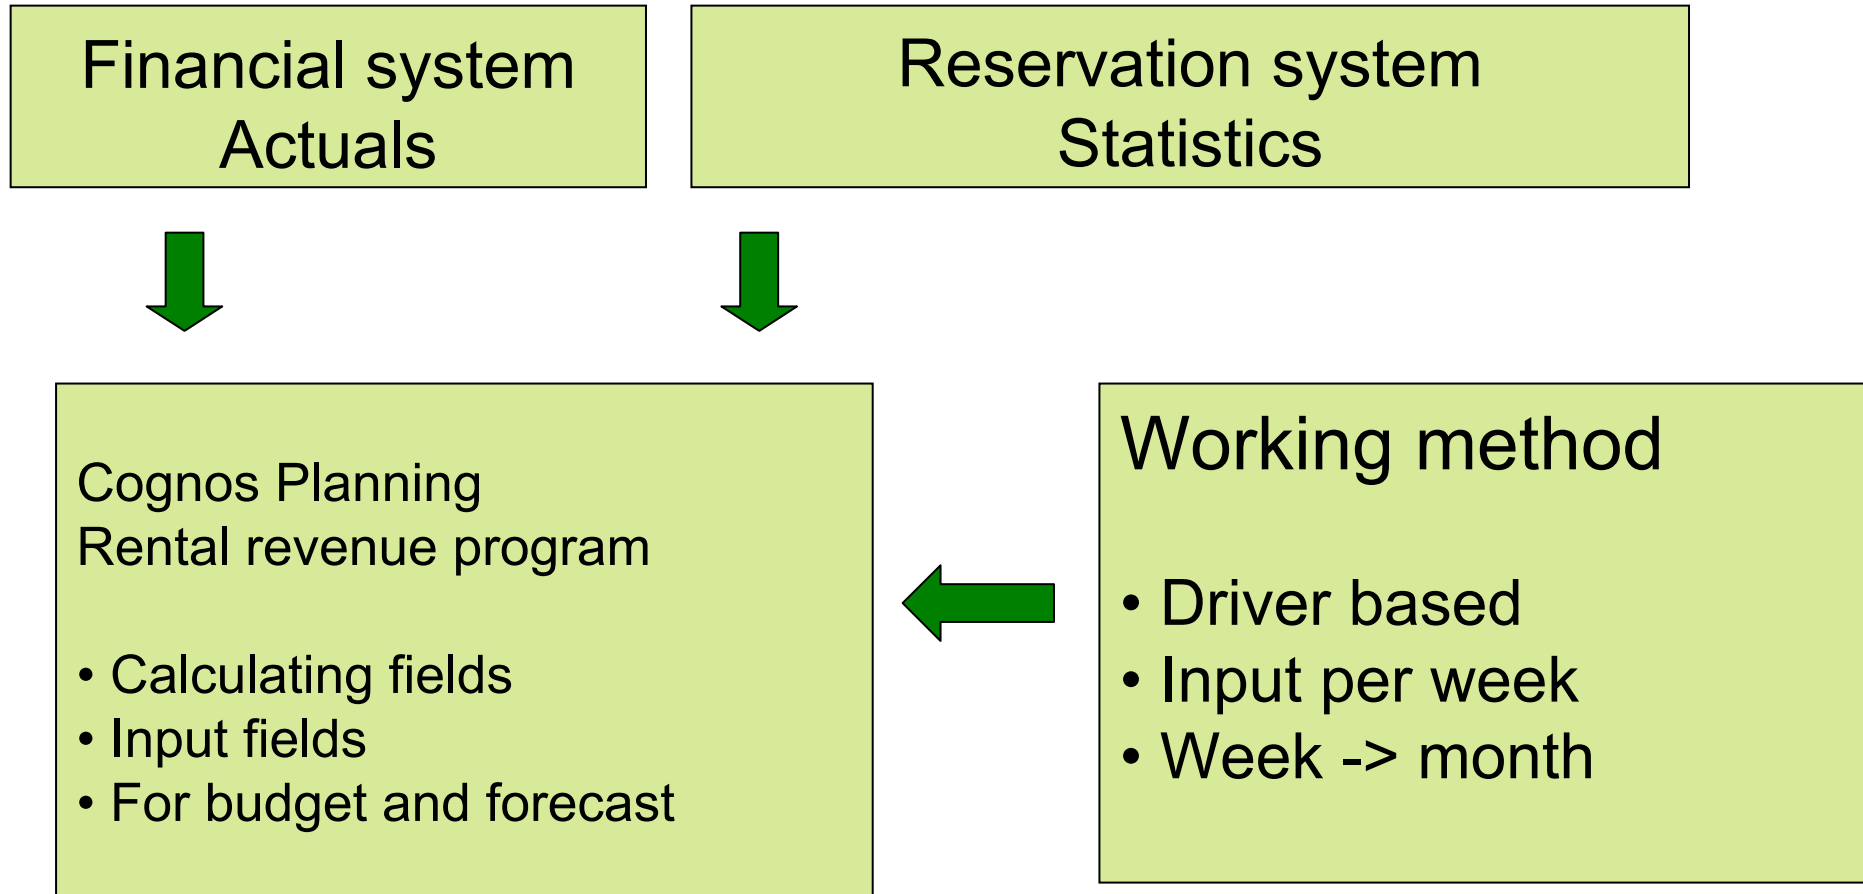 Financial system
Actuals
Reservation system
Statistics
Cognos Planning
Rental revenue program
• Calculating fields
• Input fields
• For budget and forecast
Working method
• Driver based
• Input per week
• Week -> month